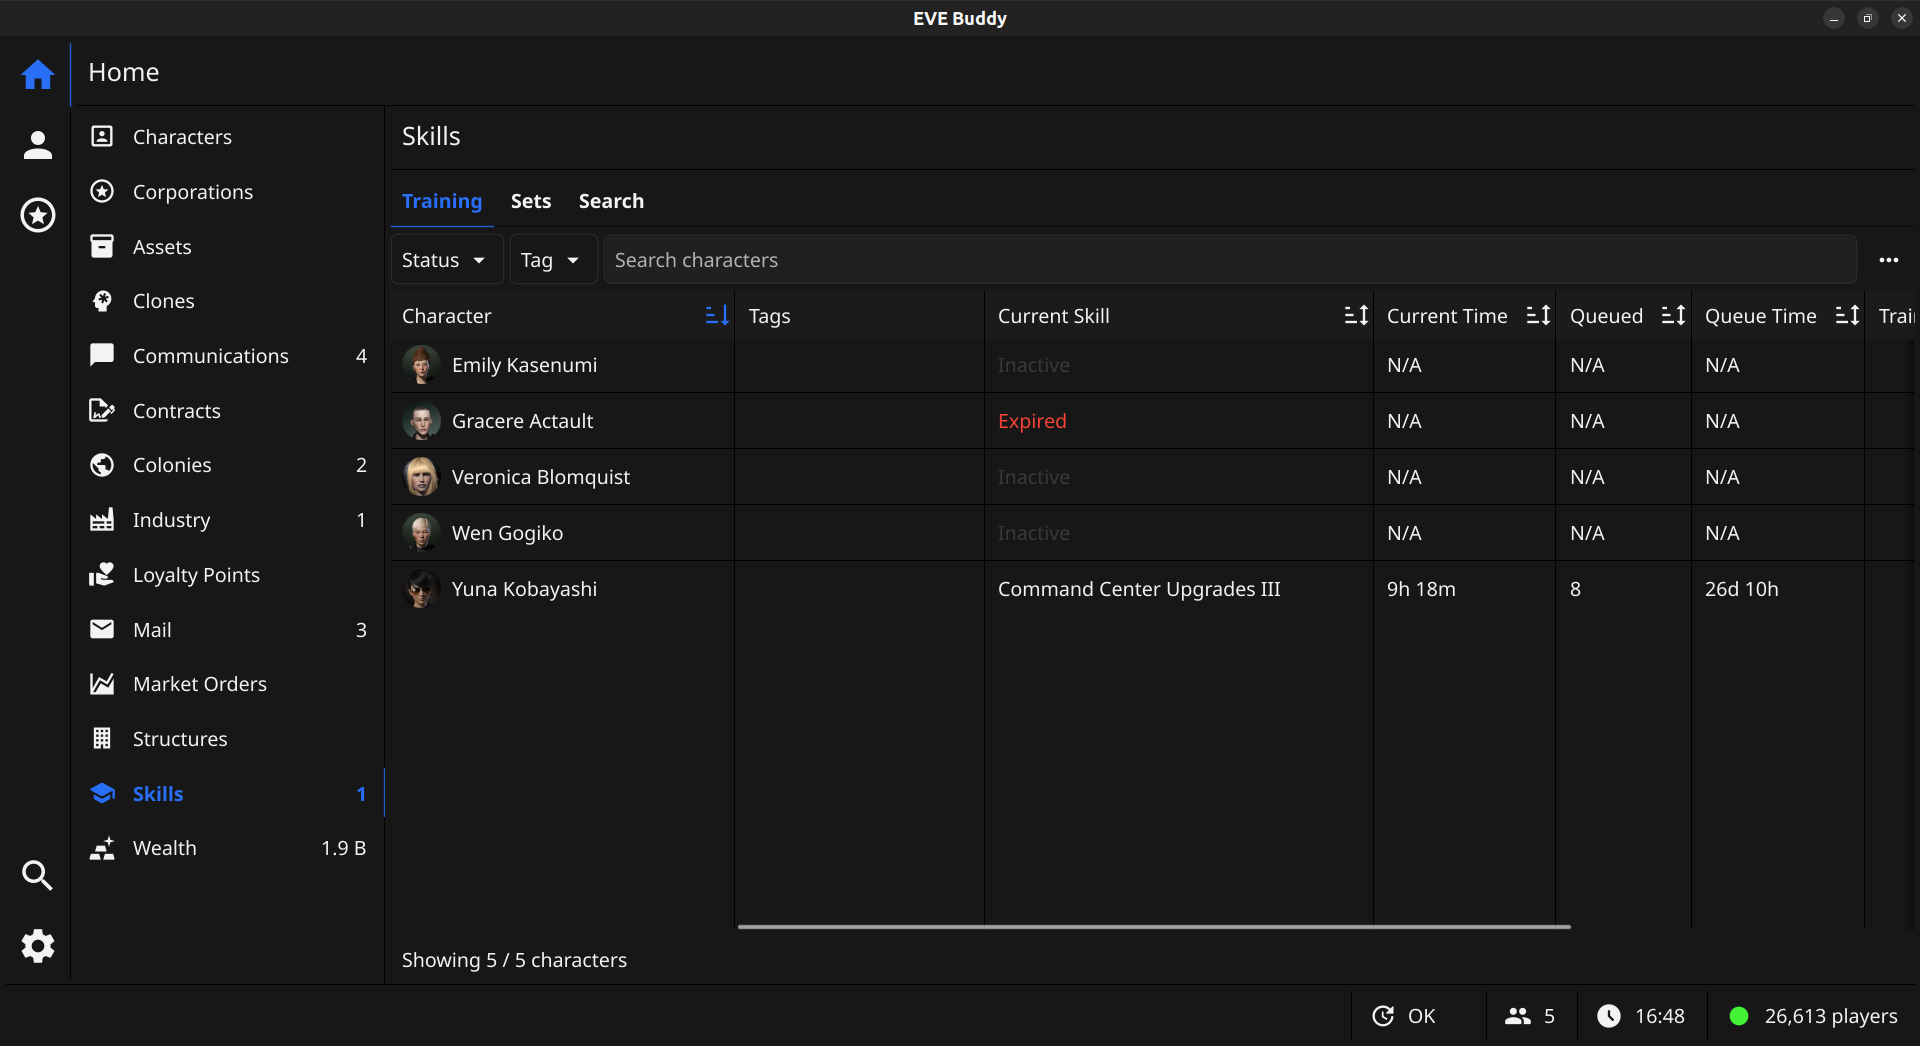 EVE Buddy
Home
Characters
Corporations
Assets
Clones
Communications 4
Contracts
Colonies 2
Industry 1
Loyalty Points
Mail 3
Market Orders
Structures
Skills 1
Wealth 1.9 B
Skills
Training Sets Search
Status Tag Search characters
Character Tags Current Skill Current Time Queued Queue Time Trai
Emily Kasenumi Inactive N/A N/A N/A
Gracere Actault Expired N/A N/A N/A
Veronica Blomquist Inactive N/A N/A N/A
Wen Gogiko Inactive N/A N/A N/A
Yuna Kobayashi Command Center Upgrades III 9h 18m 8 26d 10h
Showing 5 / 5 characters
OK 5 16:48 26,613 players